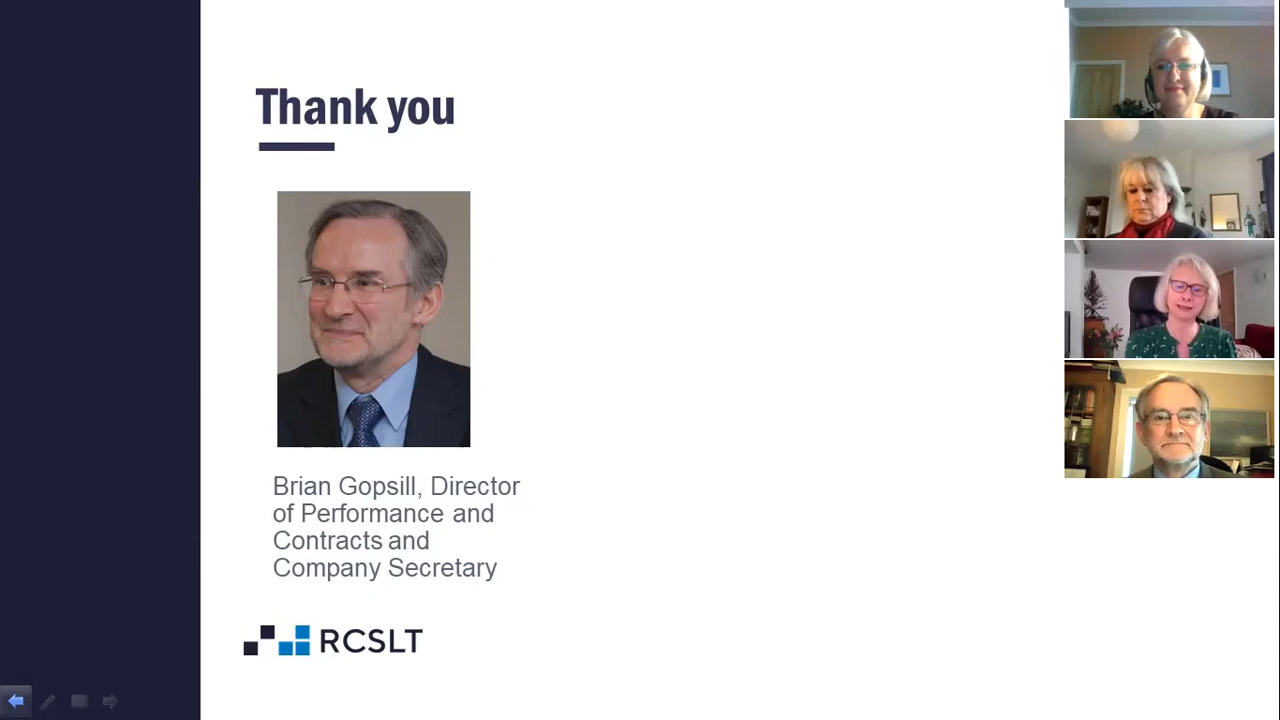 Thank you
Brian Gopsill, Director
of Performance and
Contracts and
Company Secretary
RCSLT